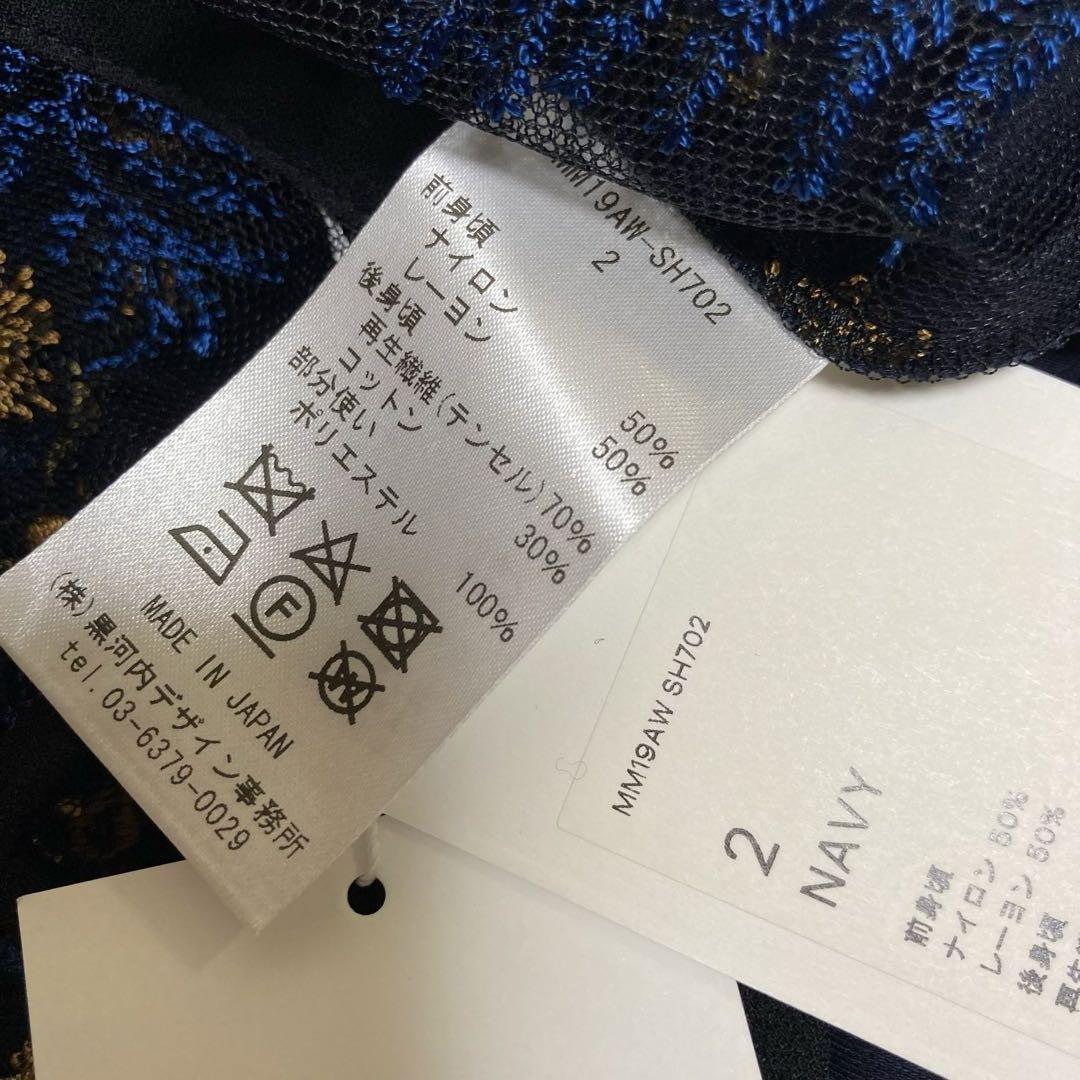 MM19AW-SH702
2
前身頃
ナイロン 50%
レーヨン 50%
後身頃
再生繊維(テンセル)70%
コットン 30%
部分使い
ポリエステル 100%
F
MADE IN JAPAN
(株)黒河内デザイン事務所
tel.03-6379-0029
MM19AW SH702
2
NAVY
前身頃
ナイロン 50%
レーヨン 50%
後身頃